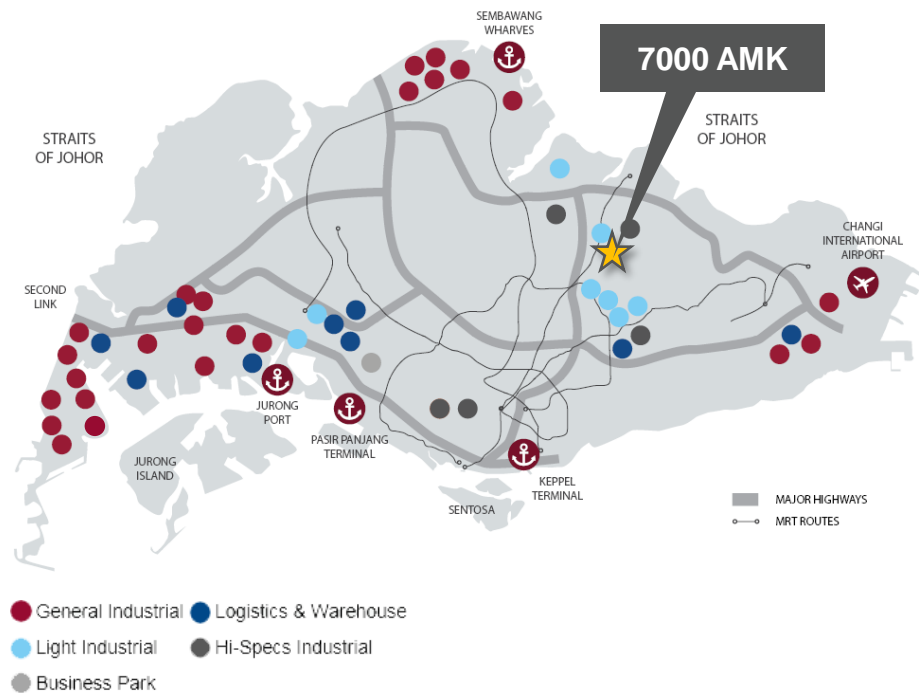 SEMBAWANG
WHARVES
7000 AMK
STRAITS
OF JOHOR
STRAITS
OF JOHOR
CHANGI
INTERNATIONAL
AIRPORT
SECOND
LINK
JURONG
PORT
PASIR PANJANG
TERMINAL
JURONG
ISLAND
KEPPEL
TERMINAL
SENTOSA
MAJOR HIGHWAYS
MRT ROUTES
General Industrial
Logistics & Warehouse
Light Industrial
Hi-Specs Industrial
Business Park